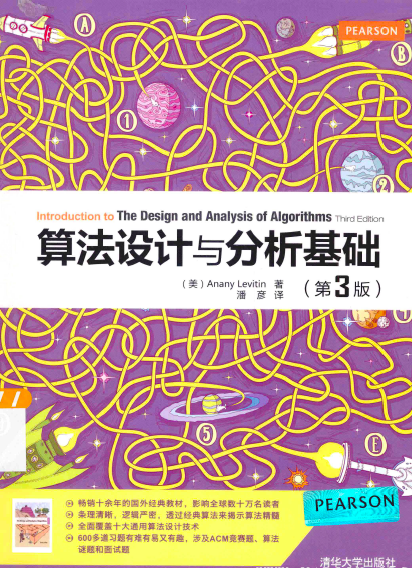 PEARSON
A
B
1
2
Introduction to The Design and Analysis of Algorithms Third Edition
算法设计与分析基础
(美) Anany Levitin 著
潘彦 译
(第3版)
5
E
PEARSON
畅销十余年的国外经典教材，影响全球数十万名读者
条理清晰、逻辑严密，透过经典算法来揭示算法精髓
全面覆盖十大通用算法设计技术
600多道习题有难有易又有趣，涉及ACM竞赛题、算法
谜题和面试题
清华大学出版社